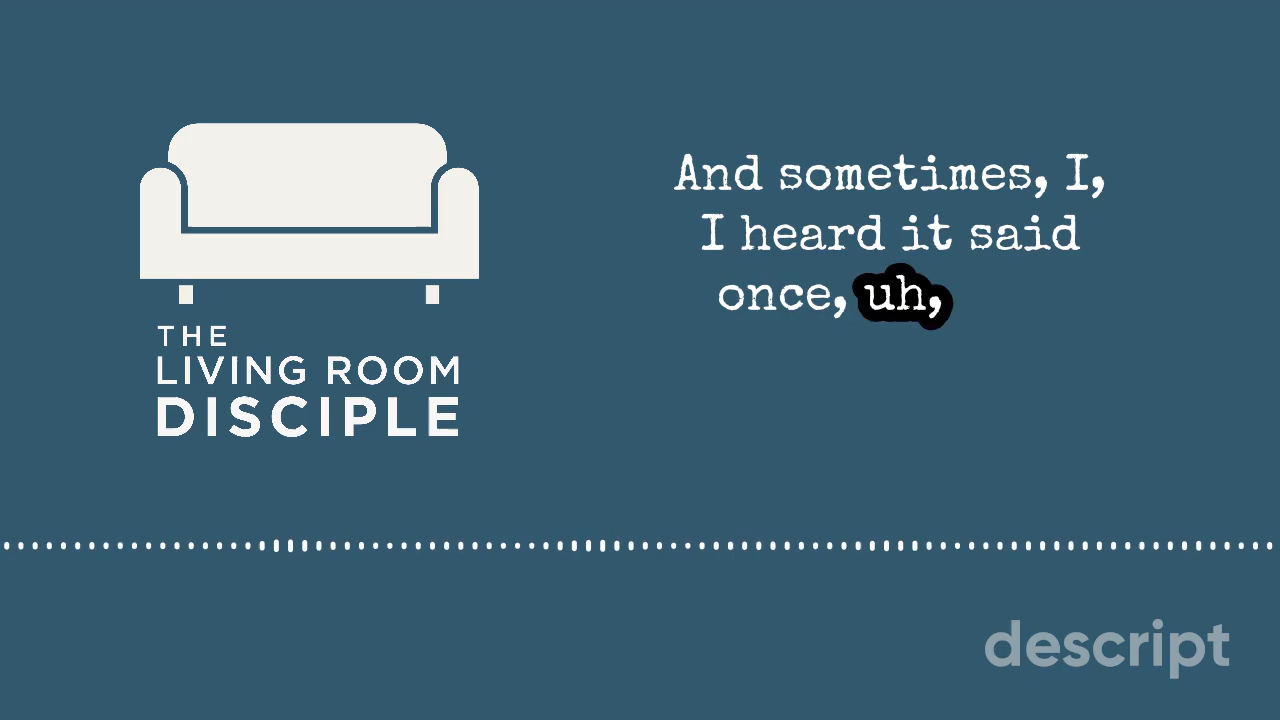 THE
LIVING ROOM
DISCIPLE
And sometimes, I,
I heard it said
once, uh,
descript